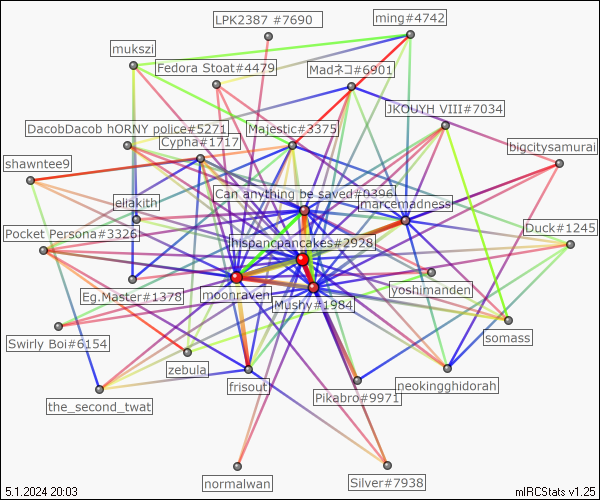 LPK2387 #7690
ming#4742
mukszi
Fedora Stoat#4479
Madネコ#6901
JKOUYH VIII#7034
DacobDacob hORNY police#5271
Majestic#3375
Cypha#1717
bigcitysamurai
shawntee9
Can anything be saved#0396
eliakith
marcemadness
Pocket Persona#3326
Duck#1245
thispancpancakes#2928
Eg.Master#1378
moonraven
yoshimanden
Mushy#1984
Swirly Boi#6154
somass
zebula
frisout
neokingghidorah
Pikabro#9971
the_second_twat
normalwan
Silver#7938
5.1.2024 20:03
mIRCStats v1.25